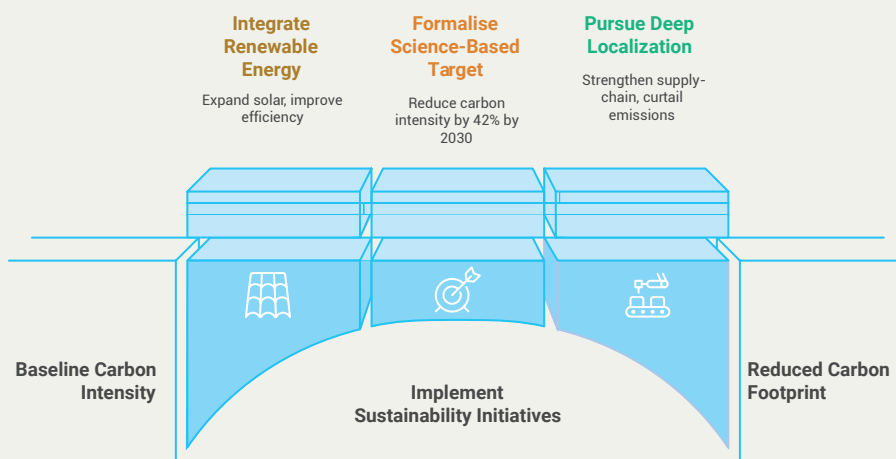 Integrate
Renewable
Energy
Expand solar, improve
efficiency
Formalise
Science-Based
Target
Reduce carbon
intensity by 42% by
2030
Pursue Deep
Localization
Strengthen supply-
chain, curtail
emissions
Baseline Carbon
Intensity
Implement
Sustainability Initiatives
Reduced Carbon
Footprint